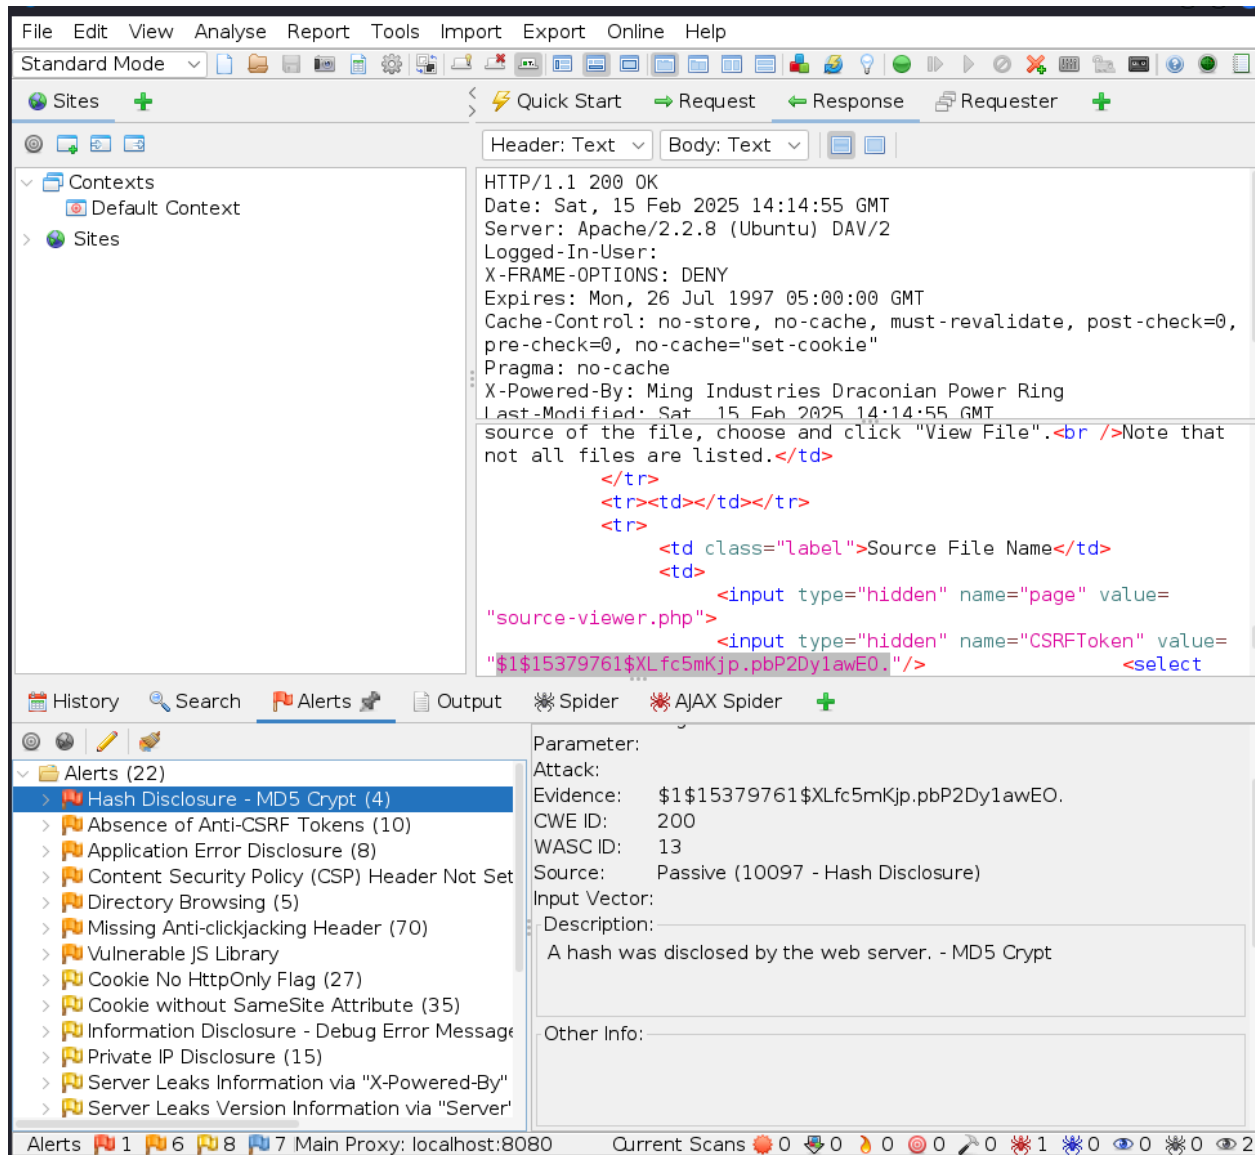 File Edit View Analyse Report Tools Import Export Online Help
Standard Mode
Sites
Quick Start Request Response Requester
Header: Text Body: Text
Contexts
Default Context
Sites
HTTP/1.1 200 OK
Date: Sat, 15 Feb 2025 14:14:55 GMT
Server: Apache/2.2.8 (Ubuntu) DAV/2
Logged-In-User:
X-FRAME-OPTIONS: DENY
Expires: Mon, 26 Jul 1997 05:00:00 GMT
Cache-Control: no-store, no-cache, must-revalidate, post-check=0,
pre-check=0, no-cache="set-cookie"
Pragma: no-cache
X-Powered-By: Ming Industries Draconian Power Ring
Last-Modified: Sat, 15 Feb 2025 14:14:55 GMT
source of the file, choose and click "View File".<br />Note that
not all files are listed.</td>
</tr>
<tr><td></td></tr>
<tr>
<td class="label">Source File Name</td>
<td>
<input type="hidden" name="page" value=
"source-viewer.php">
<input type="hidden" name="CSRFToken" value=
"$1$15379761$XLfc5mKjp.pbP2Dy1awEO."/> <select
History Search Alerts Output Spider AJAX Spider
Alerts (22)
Hash Disclosure - MD5 Crypt (4)
Absence of Anti-CSRF Tokens (10)
Application Error Disclosure (8)
Content Security Policy (CSP) Header Not Set
Directory Browsing (5)
Missing Anti-clickjacking Header (70)
Vulnerable JS Library
Cookie No HttpOnly Flag (27)
Cookie without SameSite Attribute (35)
Information Disclosure - Debug Error Message
Private IP Disclosure (15)
Server Leaks Information via "X-Powered-By"
Server Leaks Version Information via "Server"
Parameter:
Attack:
Evidence: $1$15379761$XLfc5mKjp.pbP2Dy1awEO.
CWE ID: 200
WASC ID: 13
Source: Passive (10097 - Hash Disclosure)
Input Vector:
Description:
A hash was disclosed by the web server. - MD5 Crypt
Other Info:
Alerts 1 6 8 7 Main Proxy: localhost:8080 Current Scans 0 0 0 0 0 1 0 0 0 2